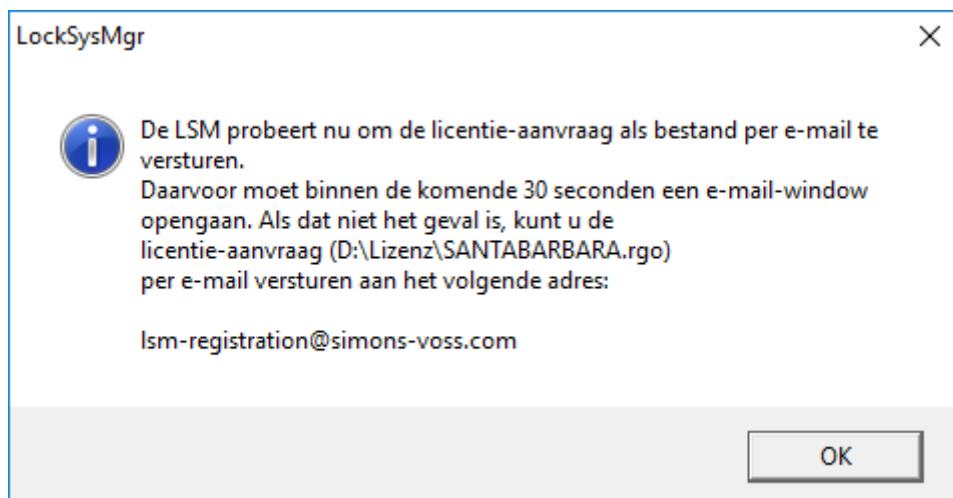 LockSysMgr
De LSM probeert nu om de licentie-aanvraag als bestand per e-mail te
versturen.
Daarvoor moet binnen de komende 30 seconden een e-mail-window
opengaan. Als dat niet het geval is, kunt u de
licentie-aanvraag (D:\Lizenz\SANTABARBARA.rgo)
per e-mail versturen aan het volgende adres:
lsm-registration@simons-voss.com
OK